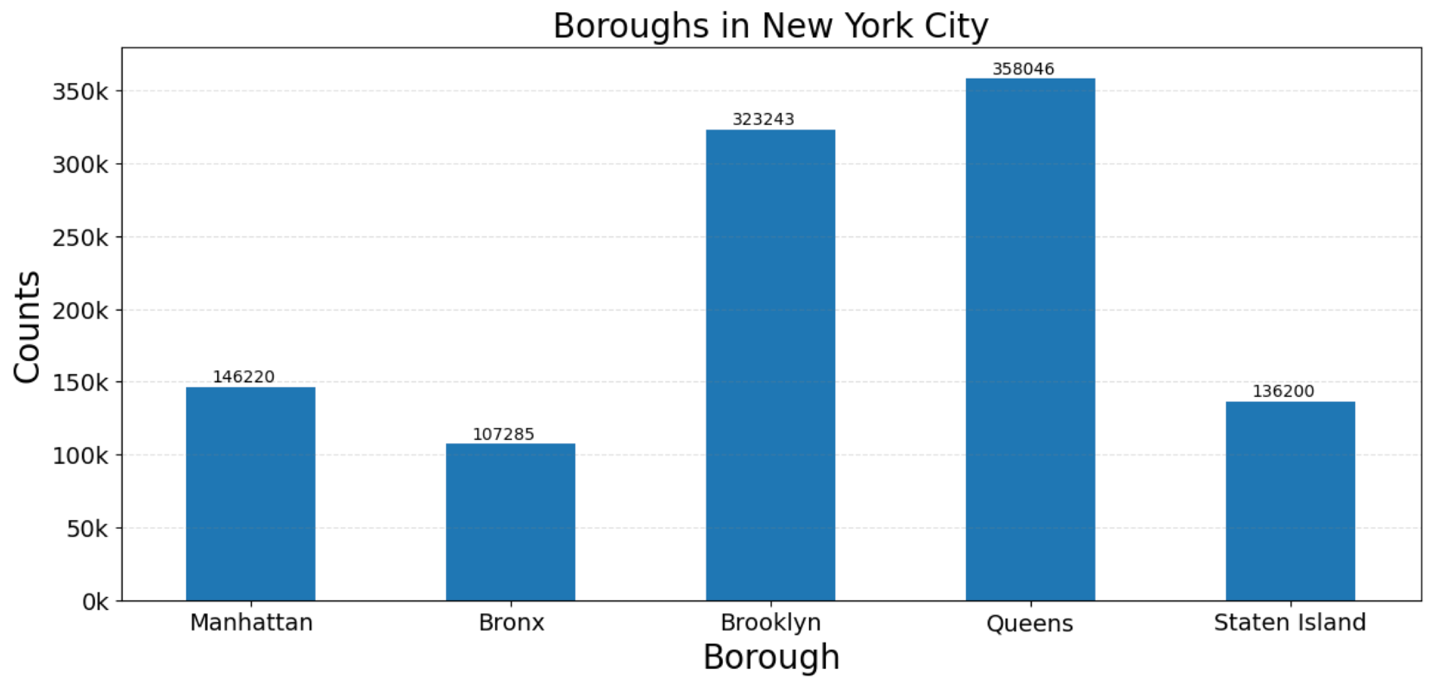 Boroughs in New York City
Counts
350k
300k
250k
200k
150k
100k
50k
0k
146220
107285
323243
358046
136200
Manhattan
Bronx
Brooklyn
Queens
Staten Island
Borough